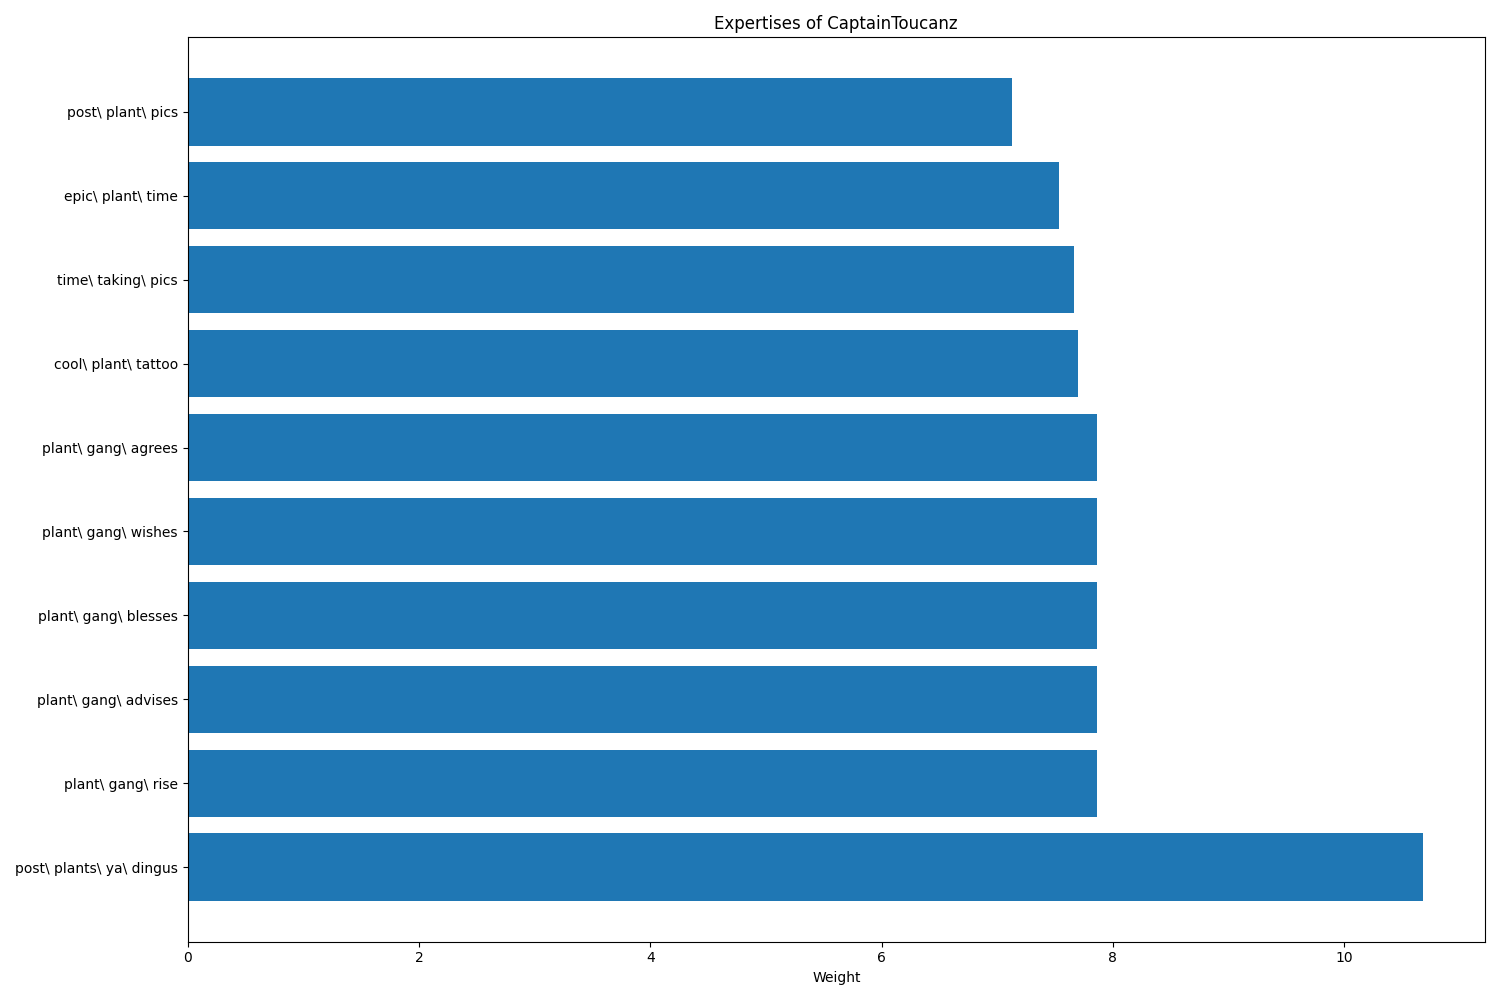 Expertises of CaptainToucanz
post\ plant\ pics
epic\ plant\ time
time\ taking\ pics
cool\ plant\ tattoo
plant\ gang\ agrees
plant\ gang\ wishes
plant\ gang\ blesses
plant\ gang\ advises
plant\ gang\ rise
post\ plants\ ya\ dingus
0 2 4 6 8 10
Weight